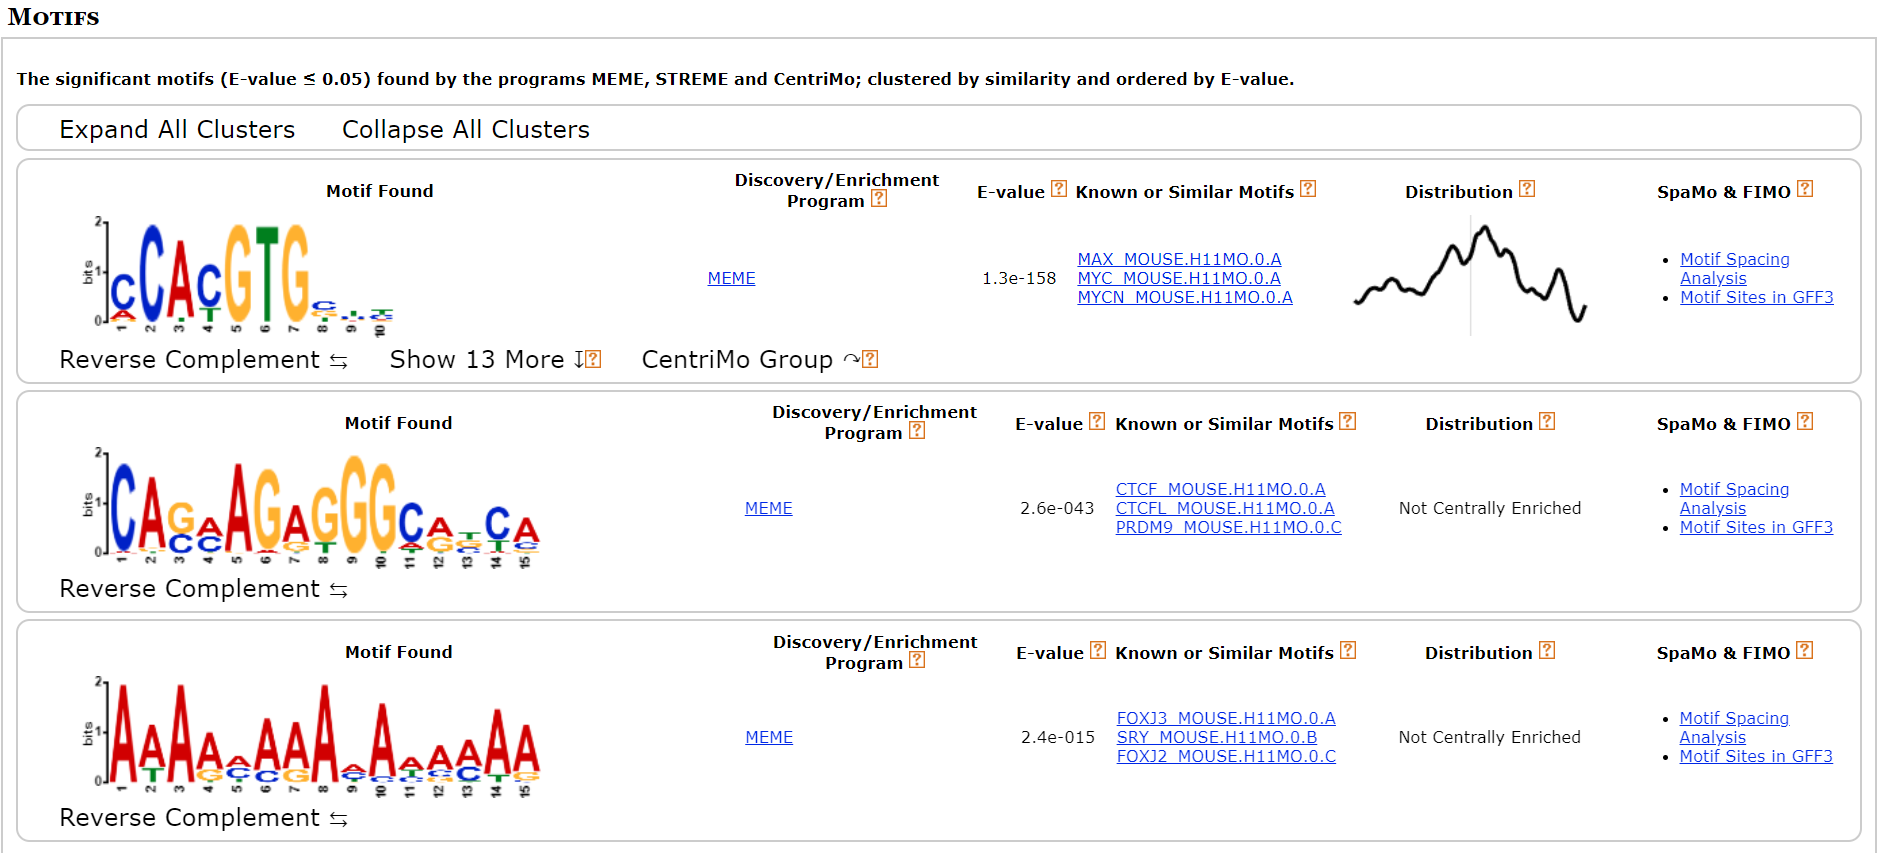 MOTIFS
The significant motifs (E-value ≤ 0.05) found by the programs MEME, STREME and CentriMo; clustered by similarity and ordered by E-value.
Expand All Clusters Collapse All Clusters
Motif Found Discovery/Enrichment Program ? E-value ? Known or Similar Motifs ? Distribution ? SpaMo & FIMO ?
2
bits 1
0
1 2 3 4 5 6 7 8 9 10
MEME
1.3e-158
MAX_MOUSE.H11MO.0.A
MYC_MOUSE.H11MO.0.A
MYCN_MOUSE.H11MO.0.A
• Motif Spacing
Analysis
• Motif Sites in GFF3
Reverse Complement ⇆ Show 13 More ↧? CentriMo Group ↷?
Motif Found Discovery/Enrichment Program ? E-value ? Known or Similar Motifs ? Distribution ? SpaMo & FIMO ?
2
bits 1
0
1 2 3 4 5 6 7 8 9 10 11 12 13 14 15
MEME
2.6e-043
CTCF_MOUSE.H11MO.0.A
CTCFL_MOUSE.H11MO.0.A
PRDM9_MOUSE.H11MO.0.C
Not Centrally Enriched
• Motif Spacing
Analysis
• Motif Sites in GFF3
Reverse Complement ⇆
Motif Found Discovery/Enrichment Program ? E-value ? Known or Similar Motifs ? Distribution ? SpaMo & FIMO ?
2
bits 1
0
1 2 3 4 5 6 7 8 9 10 11 12 13 14 15
MEME
2.4e-015
FOXJ3_MOUSE.H11MO.0.A
SRY_MOUSE.H11MO.0.B
FOXJ2_MOUSE.H11MO.0.C
Not Centrally Enriched
• Motif Spacing
Analysis
• Motif Sites in GFF3
Reverse Complement ⇆